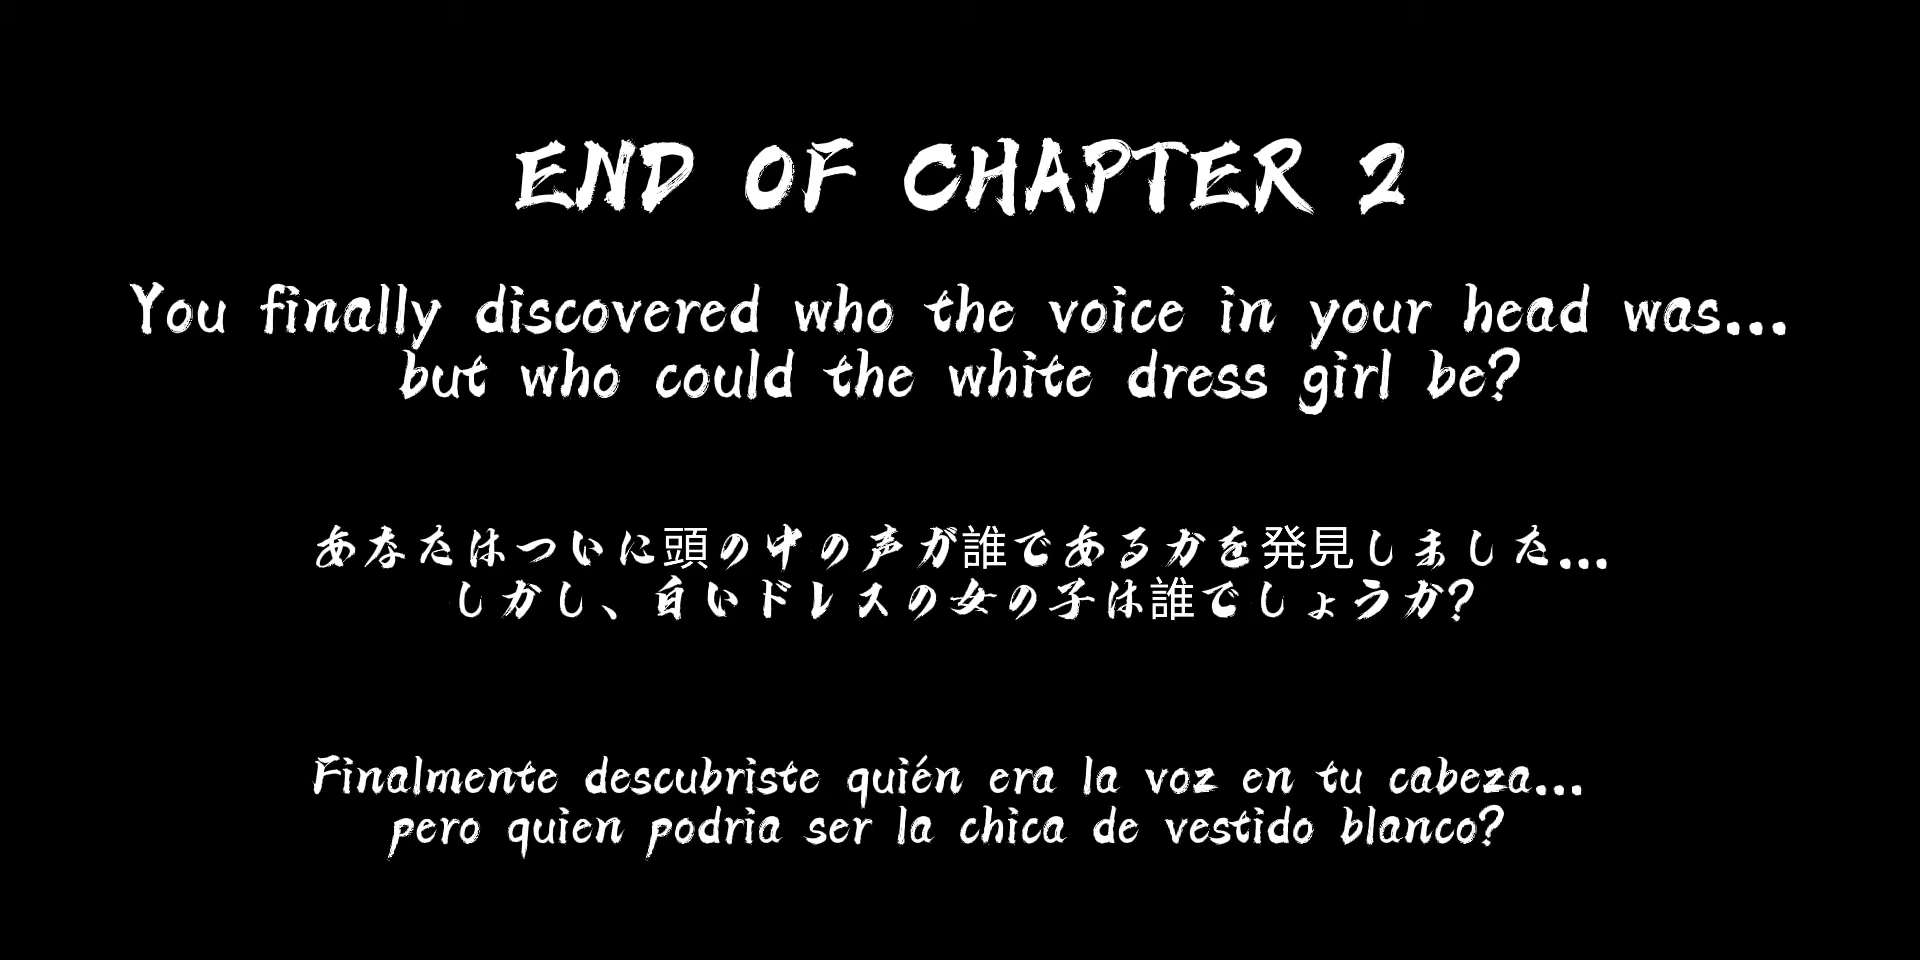 END OF CHAPTER 2
You finally discovered who the voice in your head was...
but who could the white dress girl be?
あなたはついに頭の中の声が誰であるかを発見しました...
しかし、白いドレスの女の子は誰でしょうか?
Finalmente descubriste quién era la voz en tu cabeza...
pero quien podria ser la chica de vestido blanco?